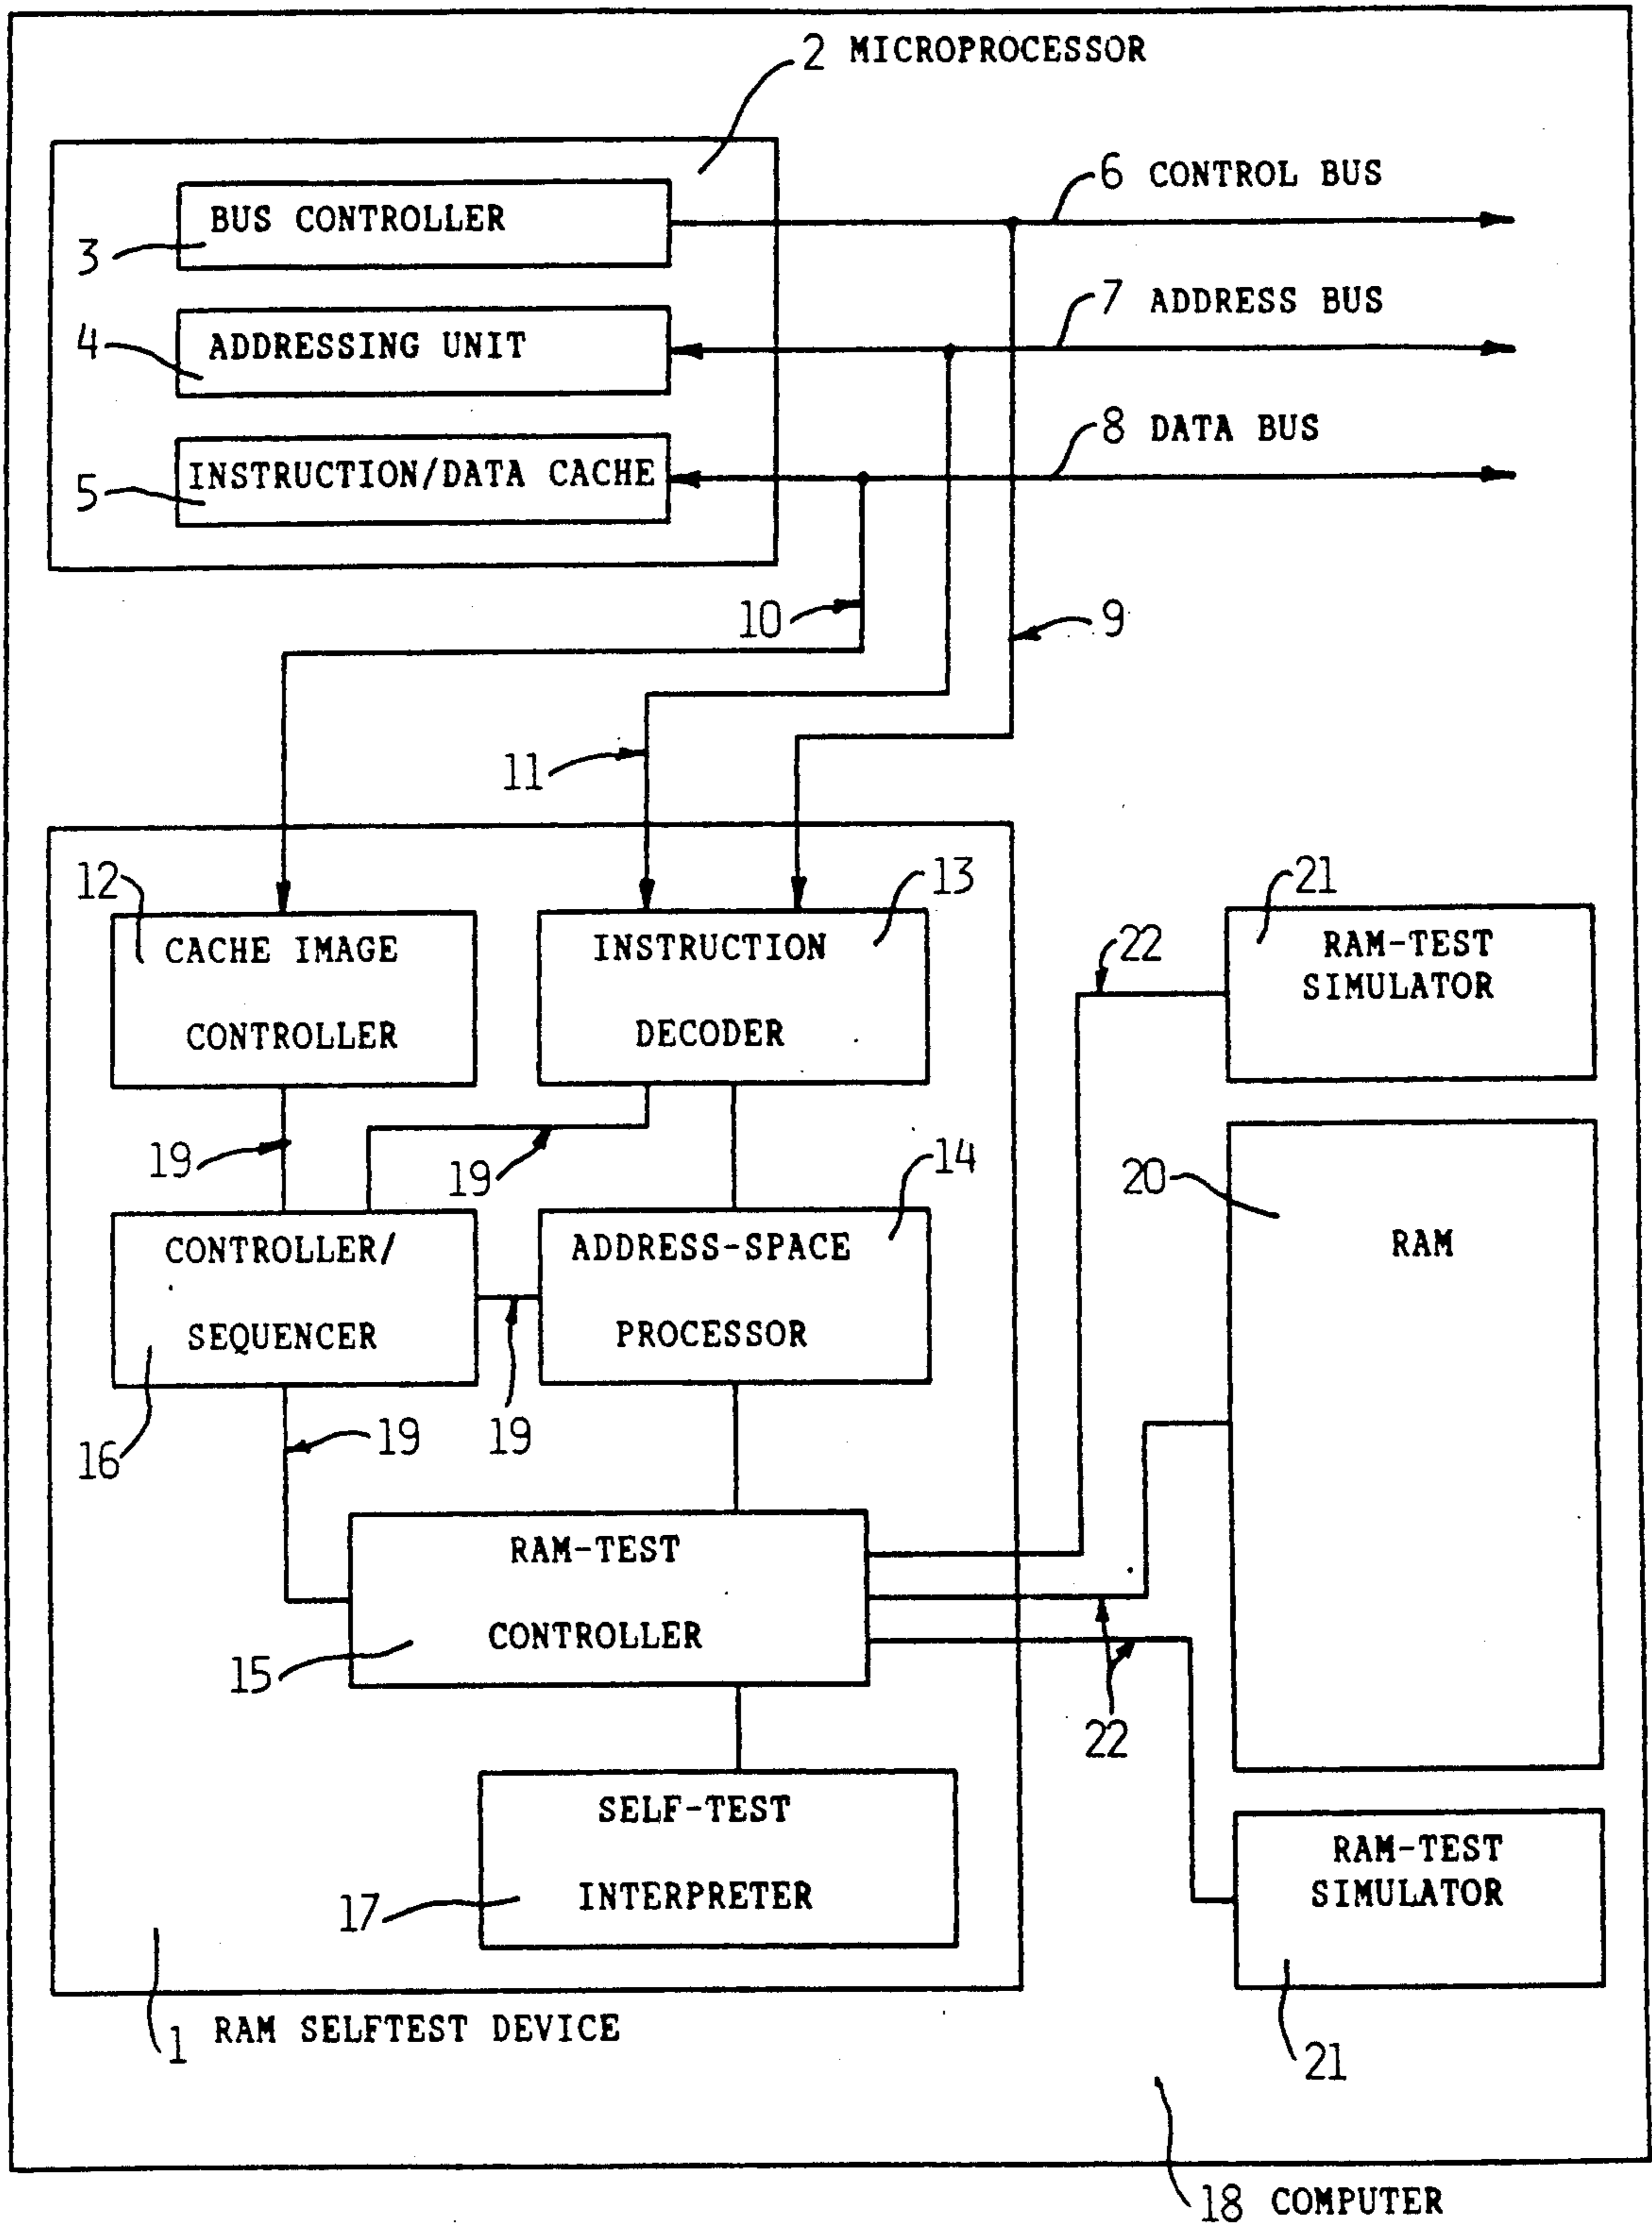 2 MICROPROCESSOR
BUS CONTROLLER
3
6 CONTROL BUS
ADDRESSING UNIT
4
7 ADDRESS BUS
INSTRUCTION/DATA CACHE
5
8 DATA BUS
10
9
11
12
CACHE IMAGE
CONTROLLER
13
INSTRUCTION
DECODER
21
RAM-TEST
SIMULATOR
22
19
19
14
20
RAM
CONTROLLER/
SEQUENCER
16
ADDRESS-SPACE
PROCESSOR
19
19
RAM-TEST
CONTROLLER
15
22
SELF-TEST
INTERPRETER
17
RAM-TEST
SIMULATOR
21
1 RAM SELFTEST DEVICE
18 COMPUTER